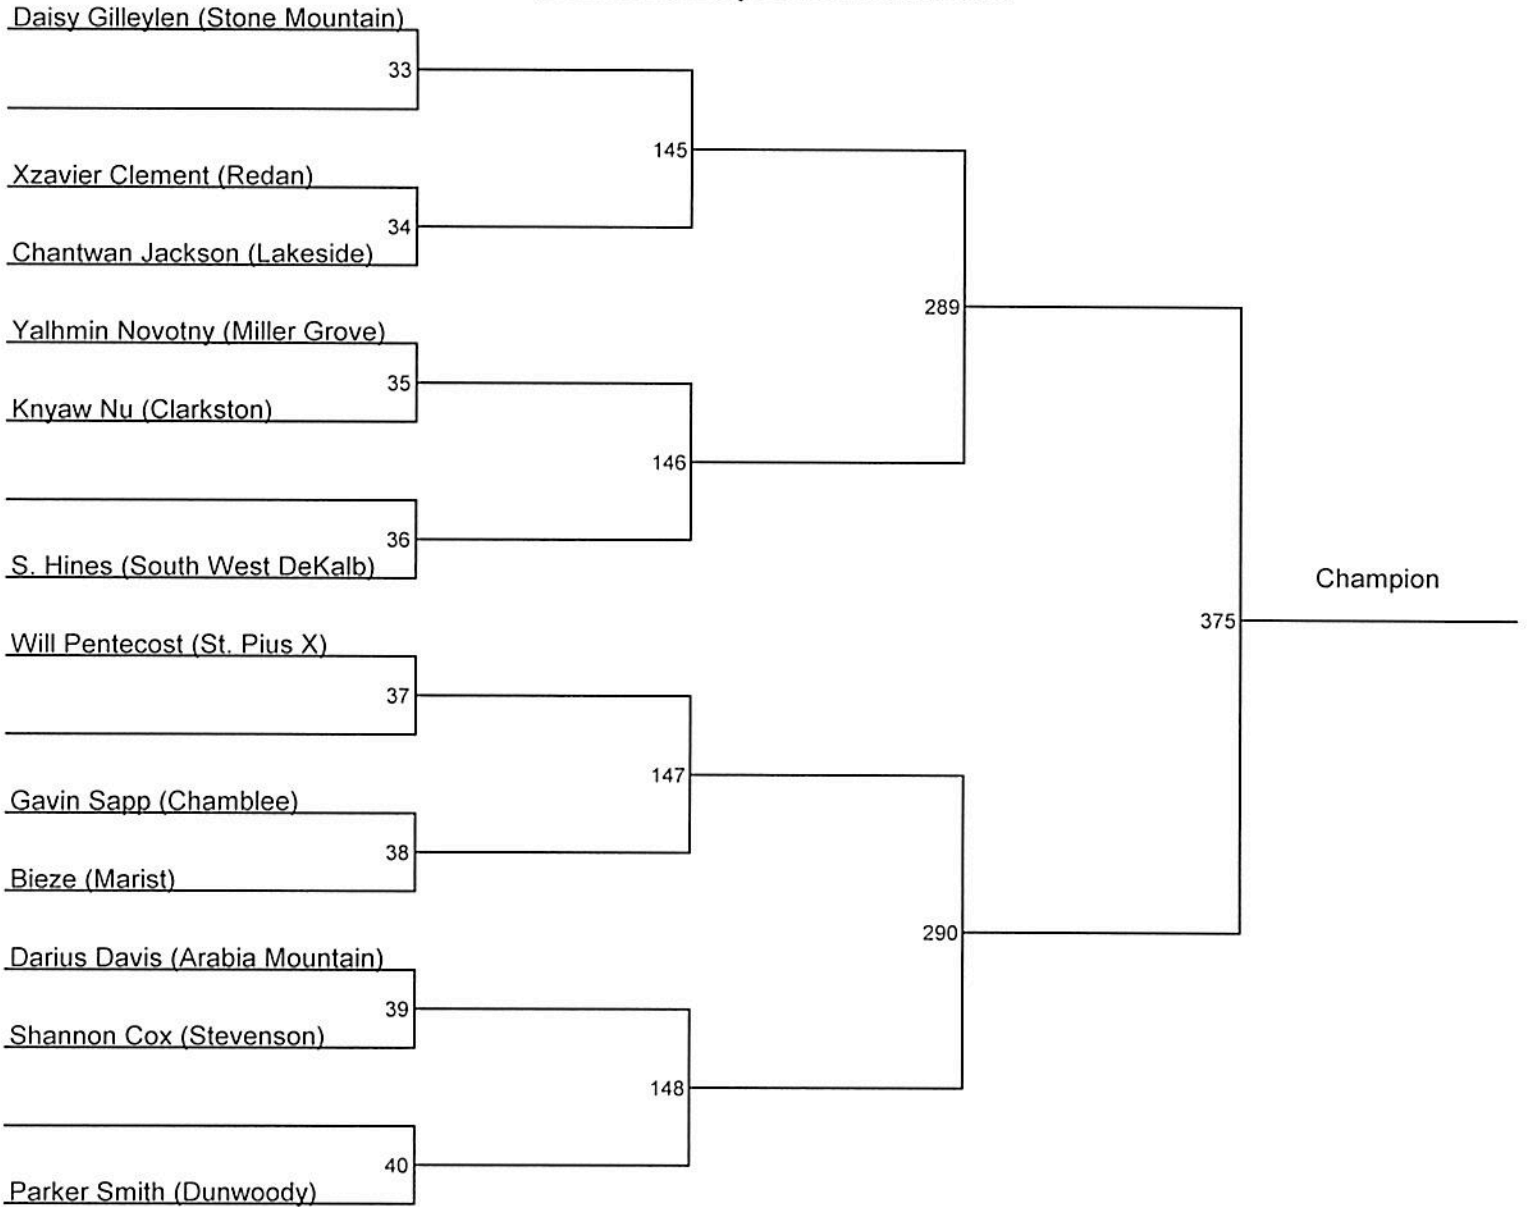 Daisy Gilleylen (Stone Mountain)
33
145
Xzavier Clement (Redan)
34
Chantwan Jackson (Lakeside)
289
Yalhmin Novotny (Miller Grove)
35
Knyaw Nu (Clarkston)
146
36
S. Hines (South West DeKalb)
Champion
375
Will Pentecost (St. Pius X)
37
147
Gavin Sapp (Chamblee)
38
Bieze (Marist)
290
Darius Davis (Arabia Mountain)
39
Shannon Cox (Stevenson)
148
40
Parker Smith (Dunwoody)